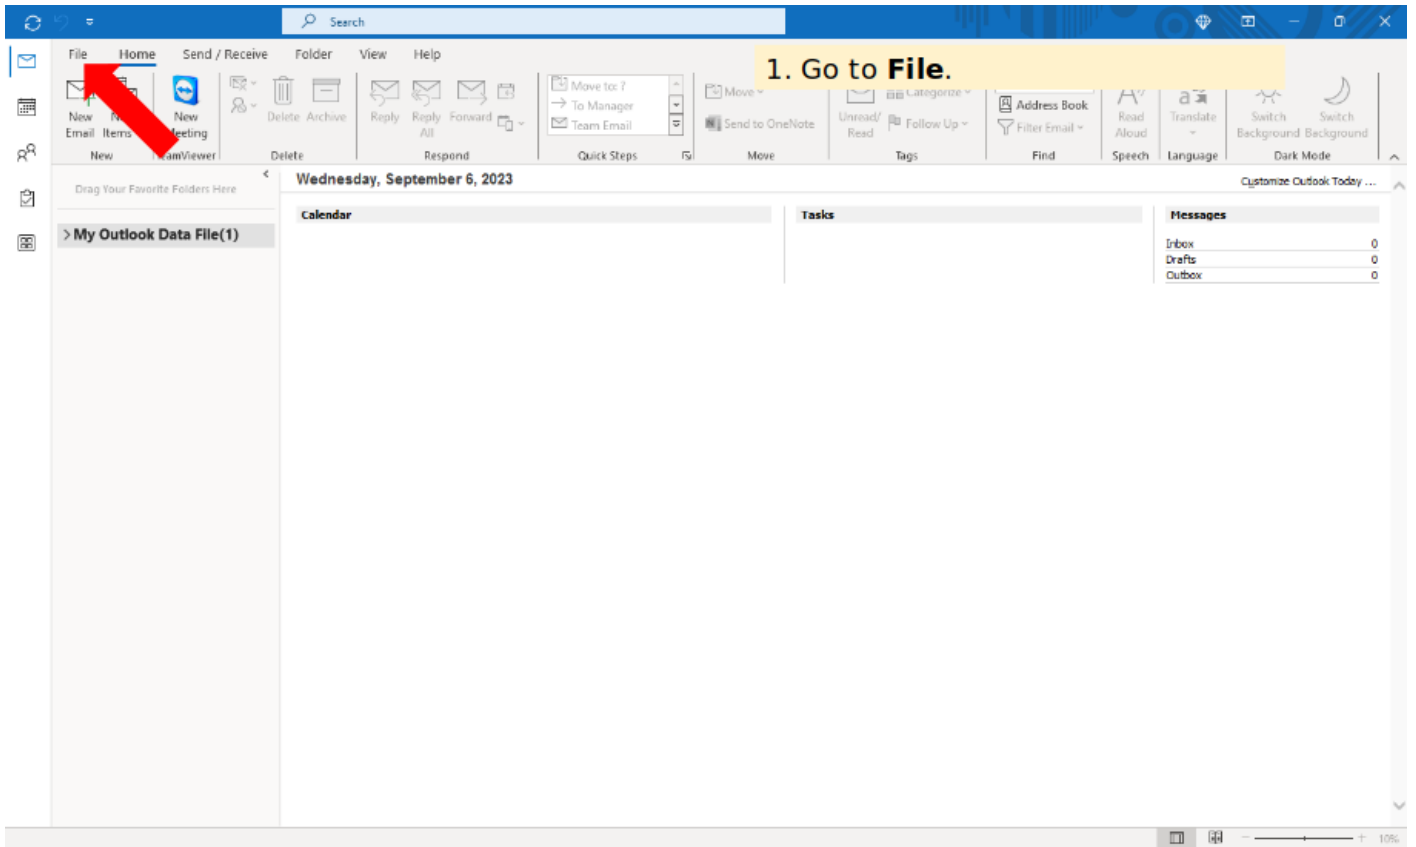 Search
File Home Send / Receive Folder View Help
1. Go to File.
New Email
Items
New Meeting
Delete Archive
Reply Reply All Forward
Move to: ?
To Manager
Team Email
Move
Send to OneNote
Unread/ Read
Categorize
Follow Up
Address Book
Filter Email
Read Aloud
Translate
Switch Background
Switch Background
New TeamViewer Delete Respond Quick Steps Move Tags Find Speech Language Dark Mode
Drag Your Favorite Folders Here
My Outlook Data File(1)
Wednesday, September 6, 2023
Customize Outlook Today ...
Calendar Tasks Messages
Inbox 0
Drafts 0
Outbox 0
10%